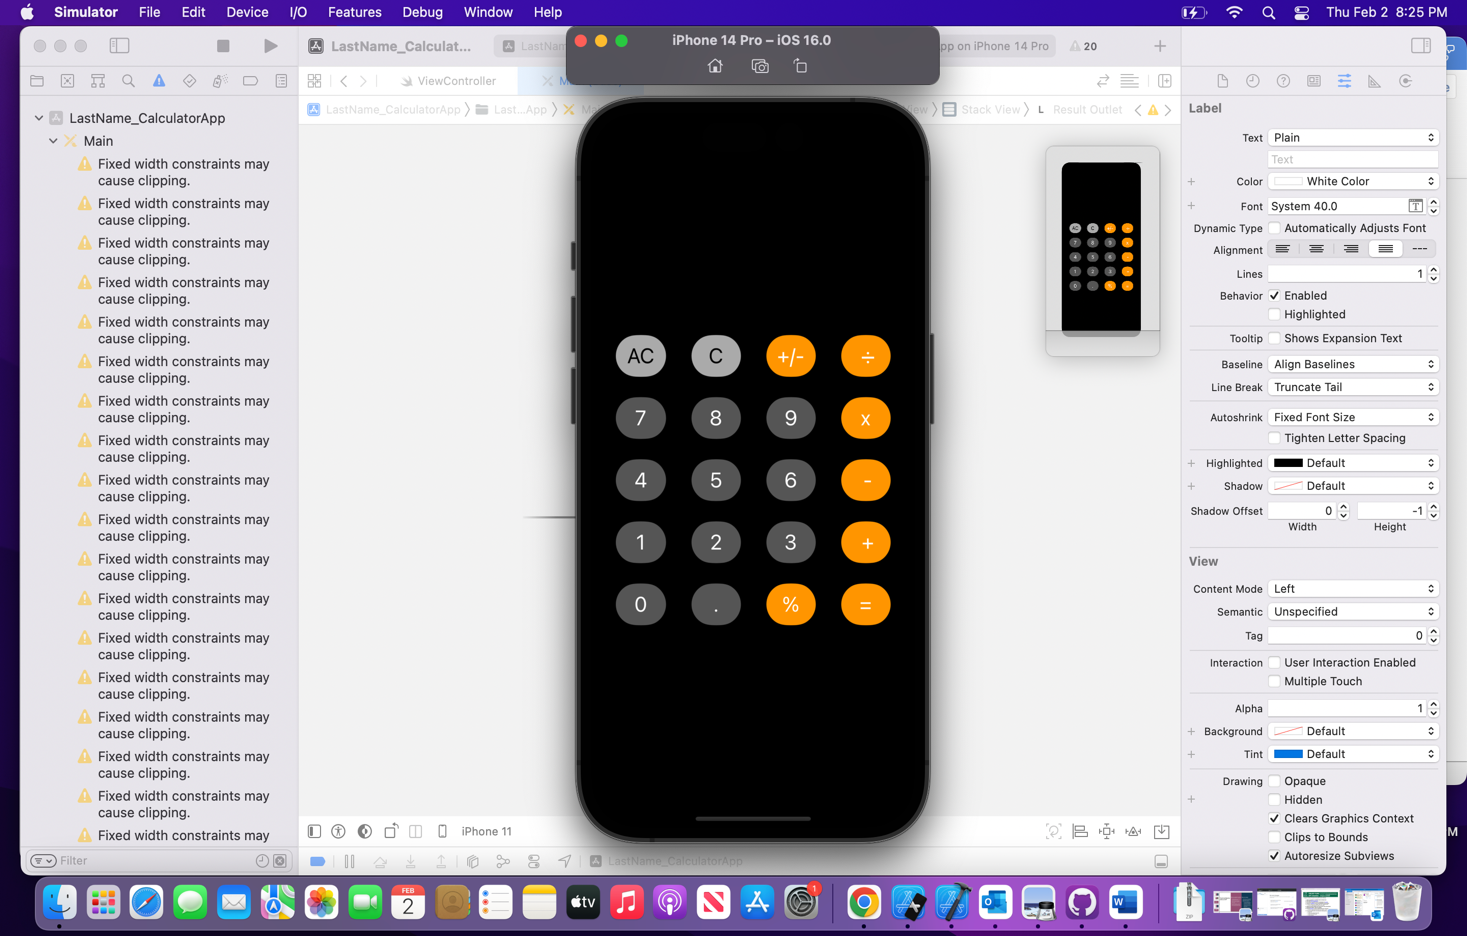 Simulator File Edit Device I/O Features Debug Window Help
Thu Feb 2 8:25 PM
LastName_Calculat...
iPhone 14 Pro – iOS 16.0
pp on iPhone 14 Pro
20
ViewController
LastName_CalculatorApp
Last...App
Stack View
L Result Outlet
LastName_CalculatorApp
Main
Fixed width constraints may
cause clipping.
Fixed width constraints may
cause clipping.
Fixed width constraints may
cause clipping.
Fixed width constraints may
cause clipping.
Fixed width constraints may
cause clipping.
Fixed width constraints may
cause clipping.
Fixed width constraints may
cause clipping.
Fixed width constraints may
cause clipping.
Fixed width constraints may
cause clipping.
Fixed width constraints may
cause clipping.
Fixed width constraints may
cause clipping.
Fixed width constraints may
cause clipping.
Fixed width constraints may
cause clipping.
Fixed width constraints may
cause clipping.
Fixed width constraints may
cause clipping.
Fixed width constraints may
cause clipping.
Fixed width constraints may
cause clipping.
Fixed width constraints may
Filter
AC C +/- ÷
7 8 9 x
4 5 6 -
1 2 3 +
0 . % =
iPhone 11
LastName_CalculatorApp
Label
Text Plain
Text
Color White Color
Font System 40.0
Dynamic Type Automatically Adjusts Font
Alignment
Lines 1
Behavior Enabled
Highlighted
Tooltip Shows Expansion Text
Baseline Align Baselines
Line Break Truncate Tail
Autoshrink Fixed Font Size
Tighten Letter Spacing
Highlighted Default
Shadow Default
Shadow Offset 0 -1
Width Height
View
Content Mode Left
Semantic Unspecified
Tag 0
Interaction User Interaction Enabled
Multiple Touch
Alpha 1
Background Default
Tint Default
Drawing Opaque
Hidden
Clears Graphics Context
Clips to Bounds
Autoresize Subviews
FEB
2
tv
1
ZIP